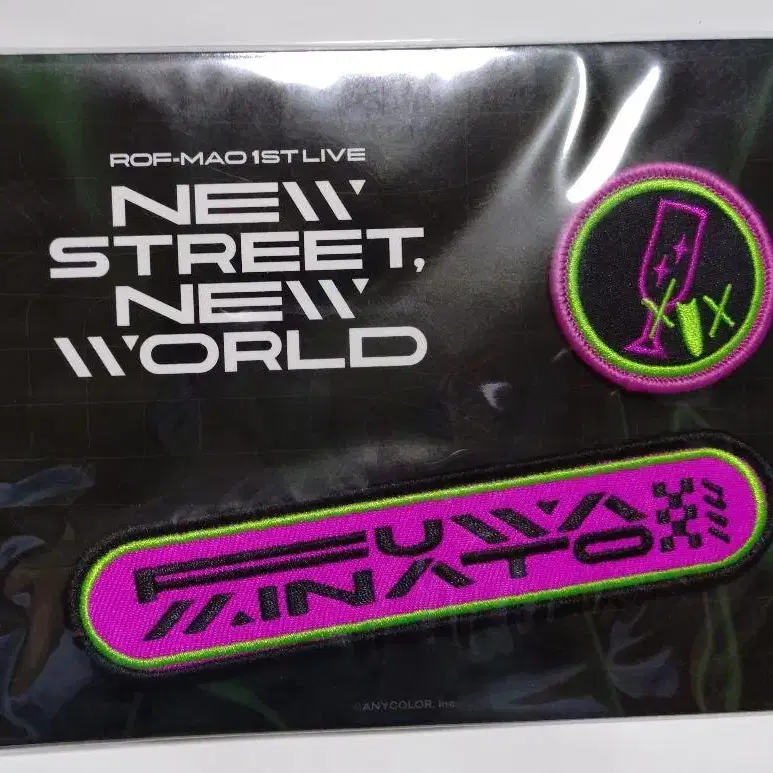 ROF-MAO 1ST LIVE
NEW
STREET,
NEW
WORLD
FUWA
MINATO
©ANYCOLOR, Inc.